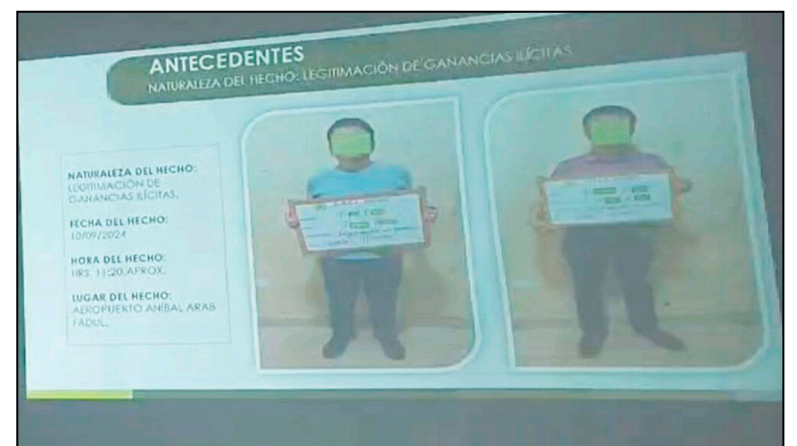 ANTECEDENTES
NATURALEZA DEL HECHO: LEGITIMACIÓN DE GANANCIAS ILÍCITAS.
NATURALEZA DEL HECHO:
LEGITIMACIÓN DE
GANANCIAS ILÍCITAS.
FECHA DEL HECHO:
10/09/2024
HORA DEL HECHO:
HRS. 11:20 APROX.
LUGAR DEL HECHO:
AEROPUERTO ANÍBAL ARAB
FADUL.